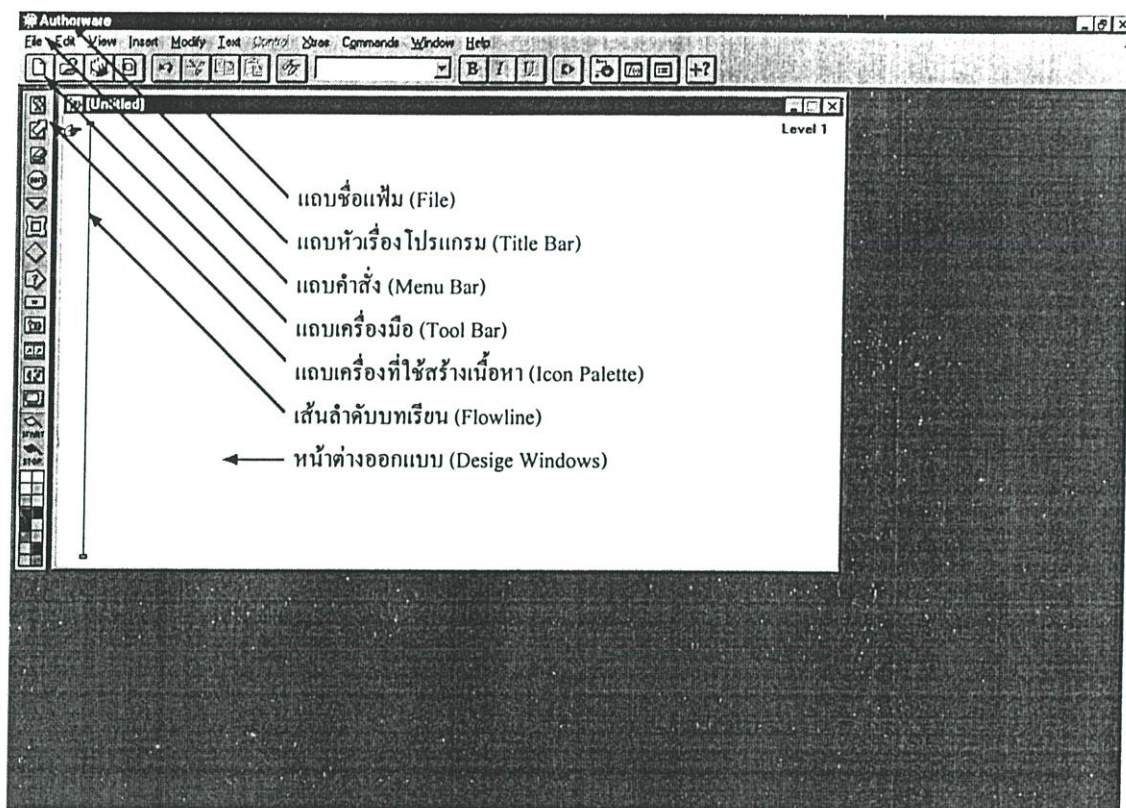 Authorware
File Edit View Insert Modify Text Control Xtras Commands Window Help
B I U +?
[Untitled]
Level 1
แถบชื่อแฟ้ม (File)
แถบหัวเรื่องโปรแกรม (Title Bar)
แถบคำสั่ง (Menu Bar)
แถบเครื่องมือ (Tool Bar)
แถบเครื่องที่ใช้สร้างเนื้อหา (Icon Palette)
เส้นลำดับบทเรียน (Flowline)
หน้าต่างออกแบบ (Desige Windows)
START
STOP